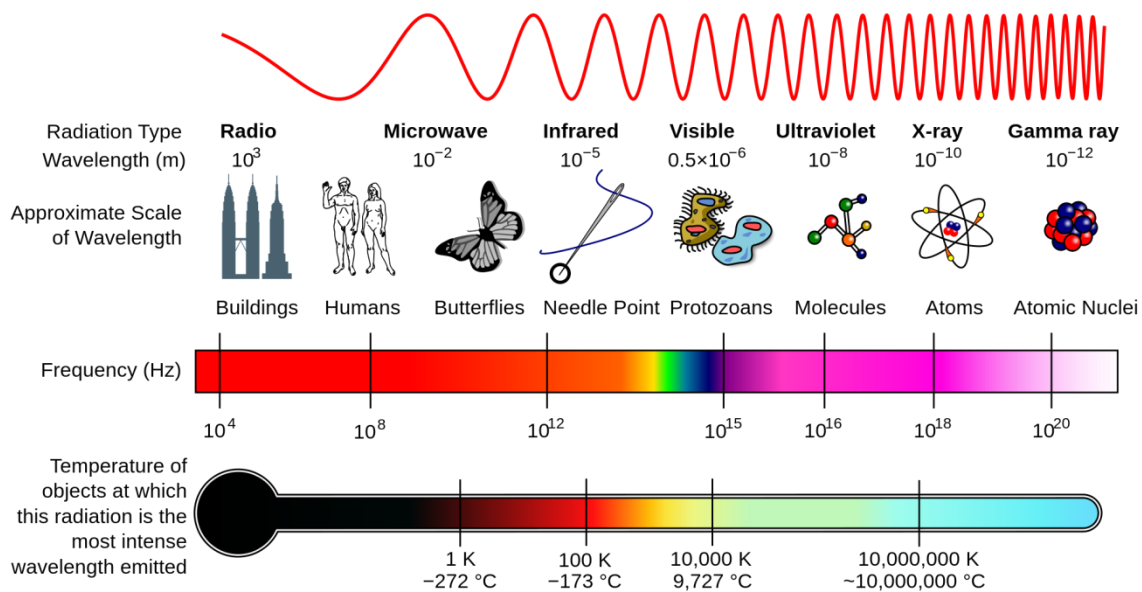 Radiation Type Radio Microwave Infrared Visible Ultraviolet X-ray Gamma ray
Wavelength (m) 10³ 10⁻² 10⁻⁵ 0.5×10⁻⁶ 10⁻⁸ 10⁻¹⁰ 10⁻¹²
Approximate Scale
of Wavelength
Buildings Humans Butterflies Needle Point Protozoans Molecules Atoms Atomic Nuclei
Frequency (Hz)
10⁴ 10⁸ 10¹² 10¹⁵ 10¹⁶ 10¹⁸ 10²⁰
Temperature of
objects at which
this radiation is the
most intense
wavelength emitted
1 K 100 K 10,000 K 10,000,000 K
−272 °C −173 °C 9,727 °C ~10,000,000 °C